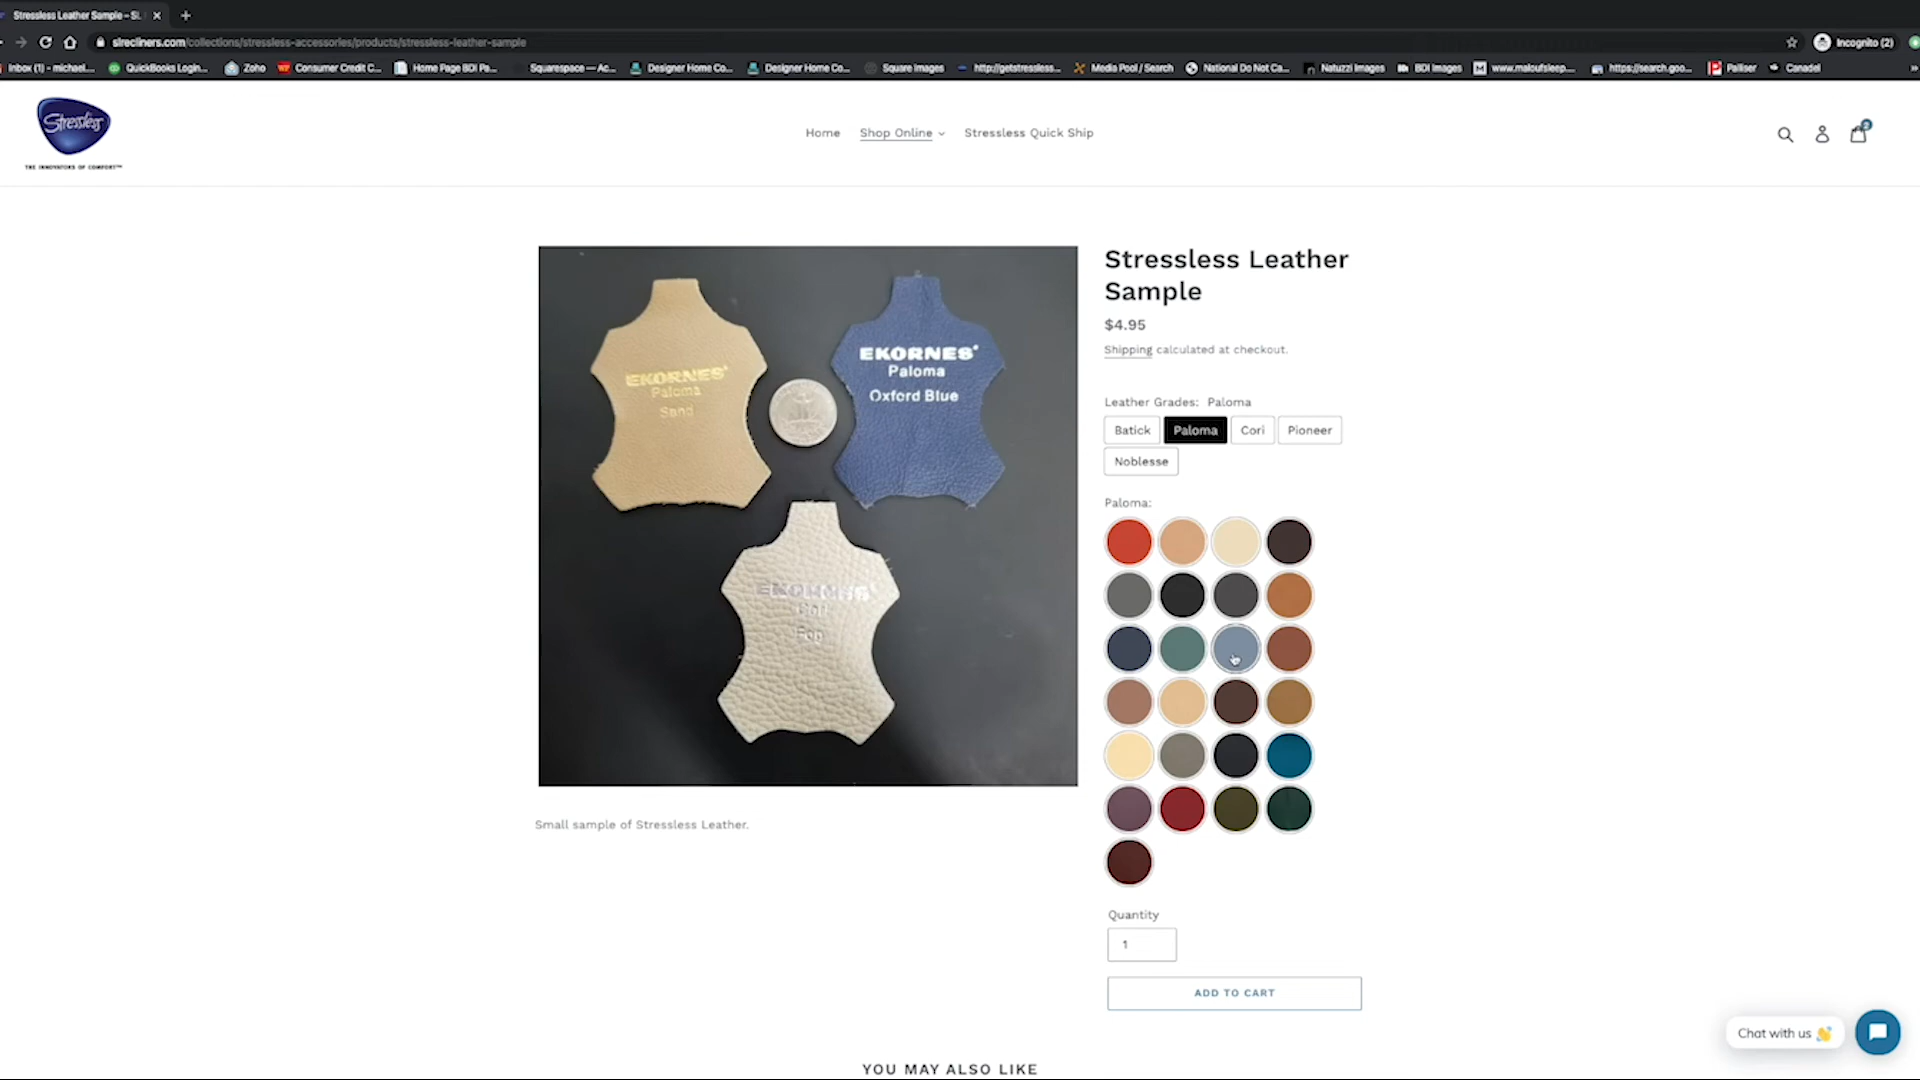 Stressless Leather Sample – SL
slrecliners.com/collections/stressless-accessories/products/stressless-leather-sample
Incognito (2)
Inbox (1) - michael....
QuickBooks Login...
Zoho
Consumer Credit C...
Home Page BDI Pa...
Squarespace — Ac...
Designer Home Co...
Designer Home Co...
Square Images
http://getstressless...
Media Pool / Search
National Do Not Ca...
Natuzzi Images
BDI Images
www.maloufsleep....
https://search.goo...
Palliser
Canadel
Stressless
THE INNOVATORS OF COMFORT™
Home
Shop Online
Stressless Quick Ship
EKORNES
Paloma
Sand
EKORNES
Paloma
Oxford Blue
EKORNES
Cori
Fog
Small sample of Stressless Leather.
Stressless Leather
Sample
$4.95
Shipping calculated at checkout.
Leather Grades: Paloma
Batick
Paloma
Cori
Pioneer
Noblesse
Paloma:
Quantity
1
ADD TO CART
Chat with us 👋
YOU MAY ALSO LIKE